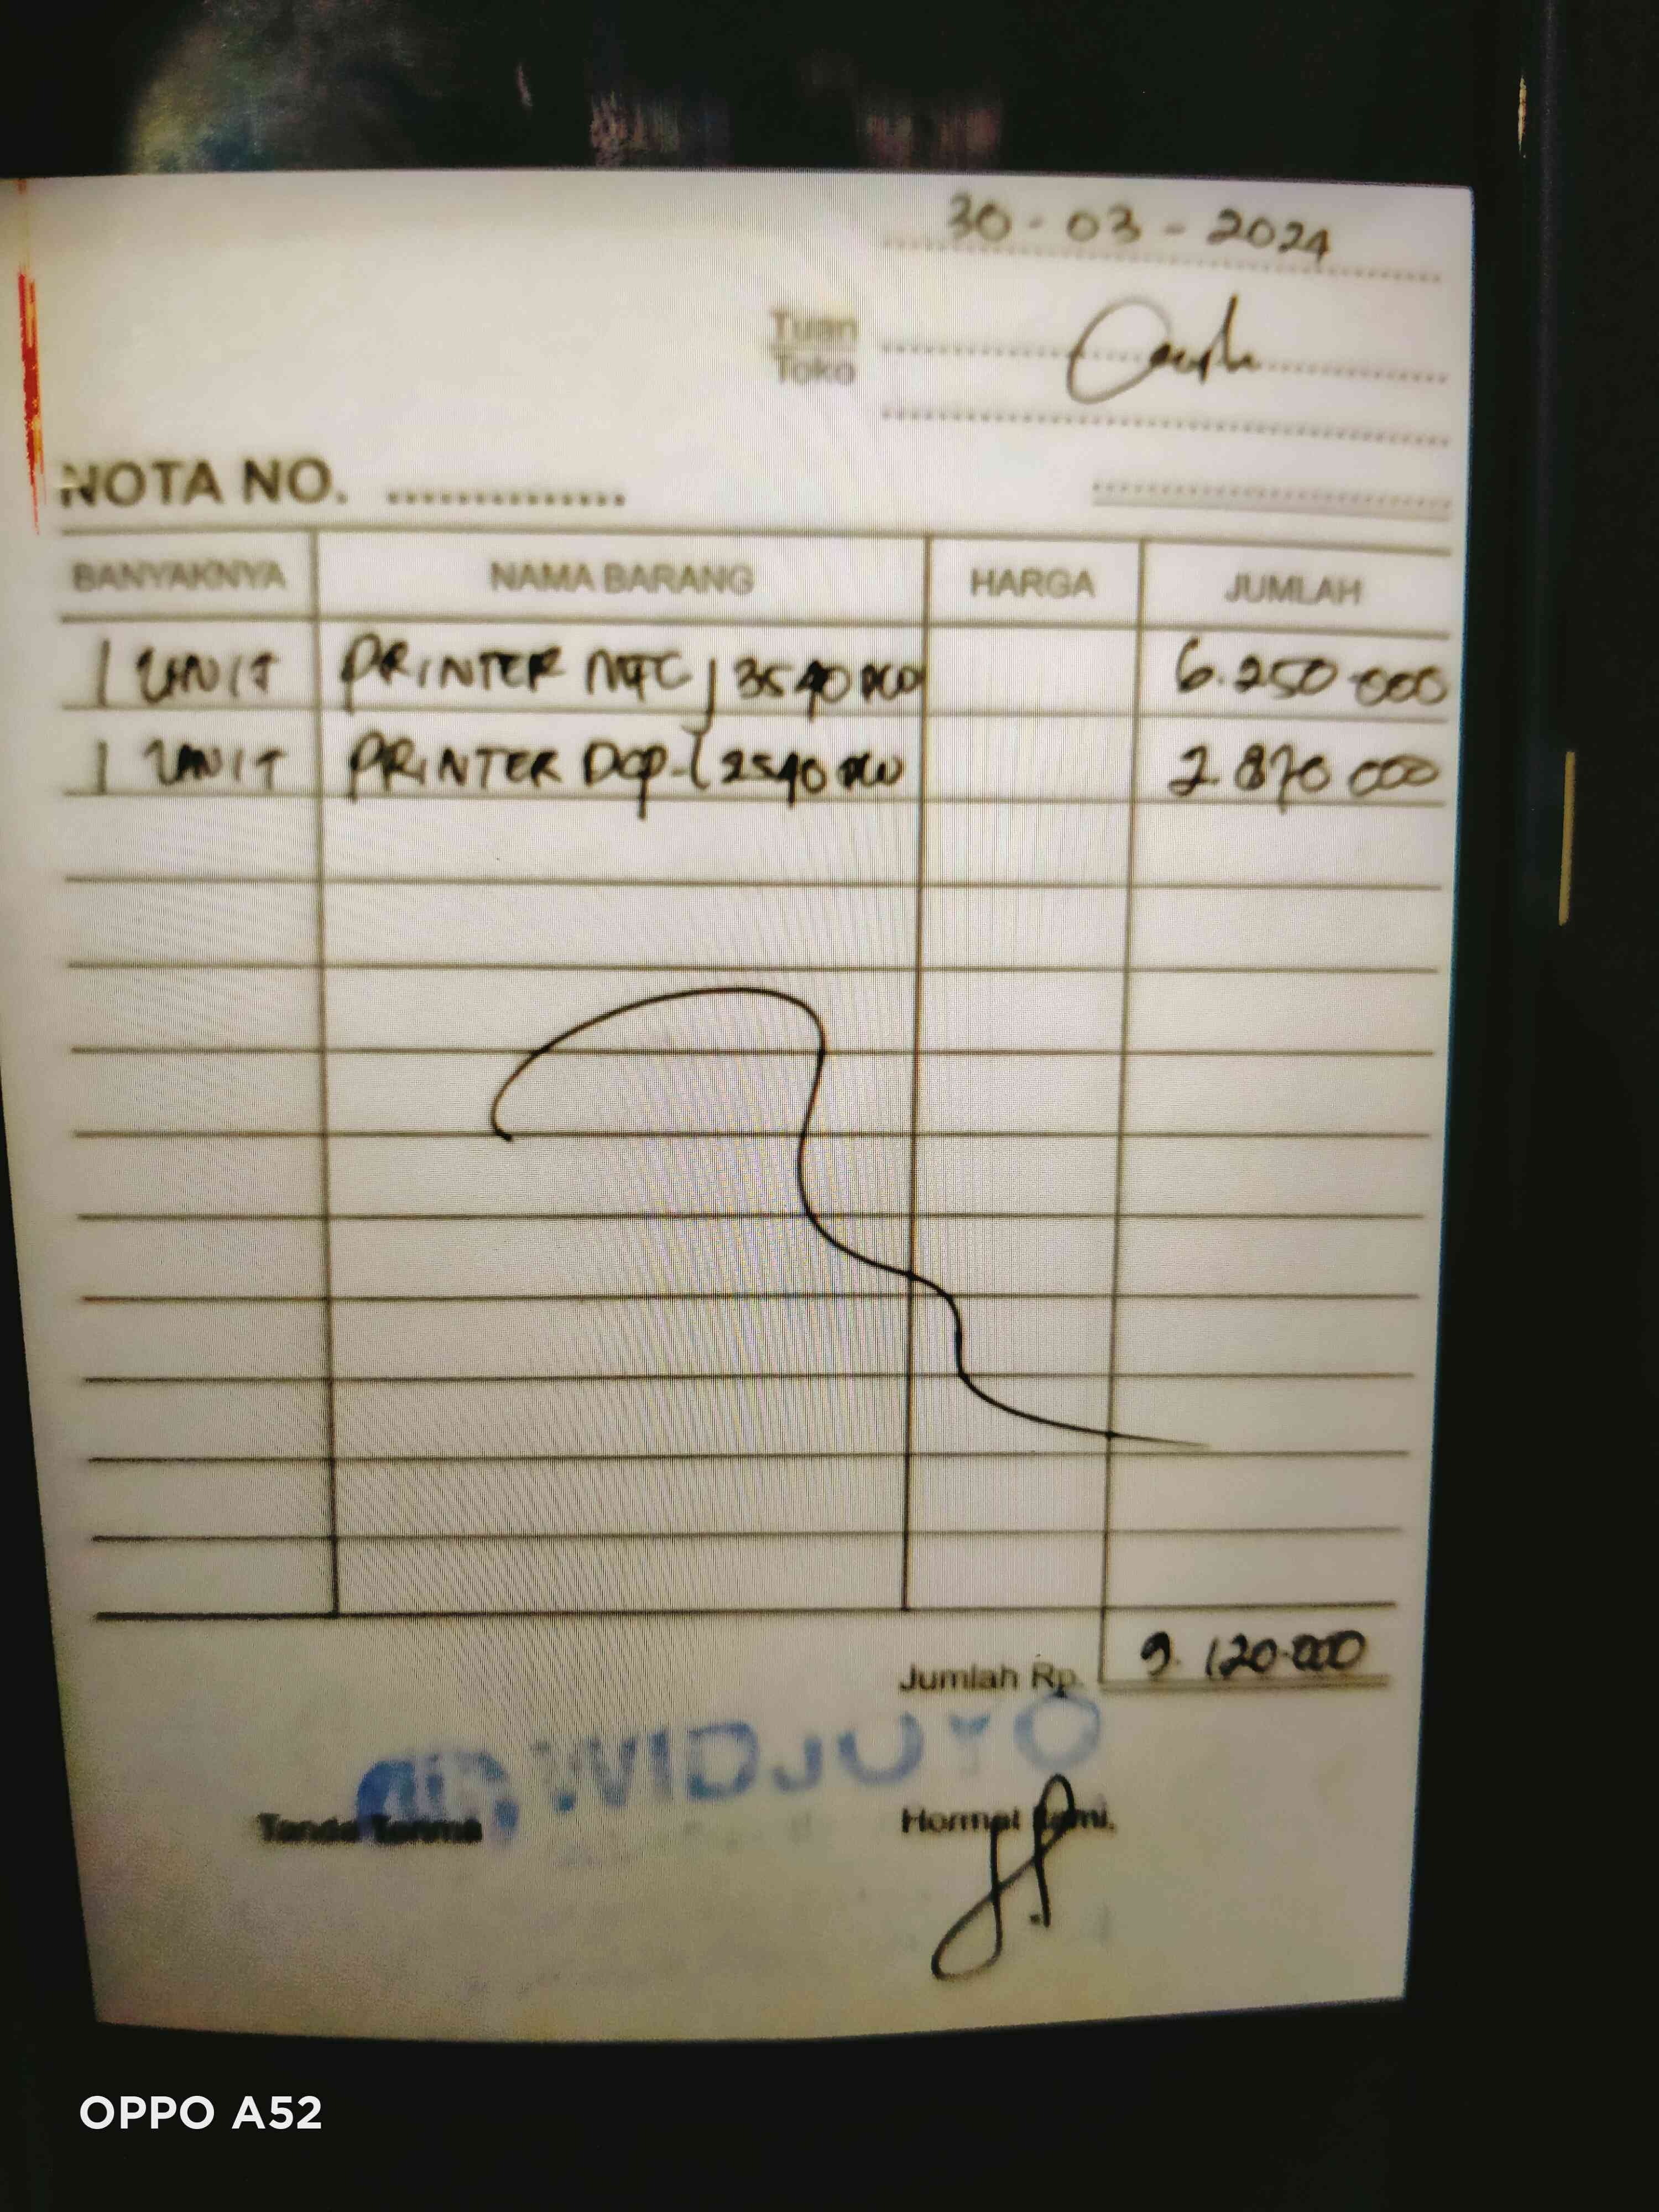 30-03-2024
Tuan
Toko
Cash
NOTA NO. ..............
BANYAKNYA NAMA BARANG HARGA JUMLAH
1 UNIT PRINTER MFC J3540DW 6.250.000
1 UNIT PRINTER DCP-L2540DW 2.870.000
Jumlah Rp. 9.120.000
WIDJOYO
Tanda Terima Hormat Kami,
OPPO A52